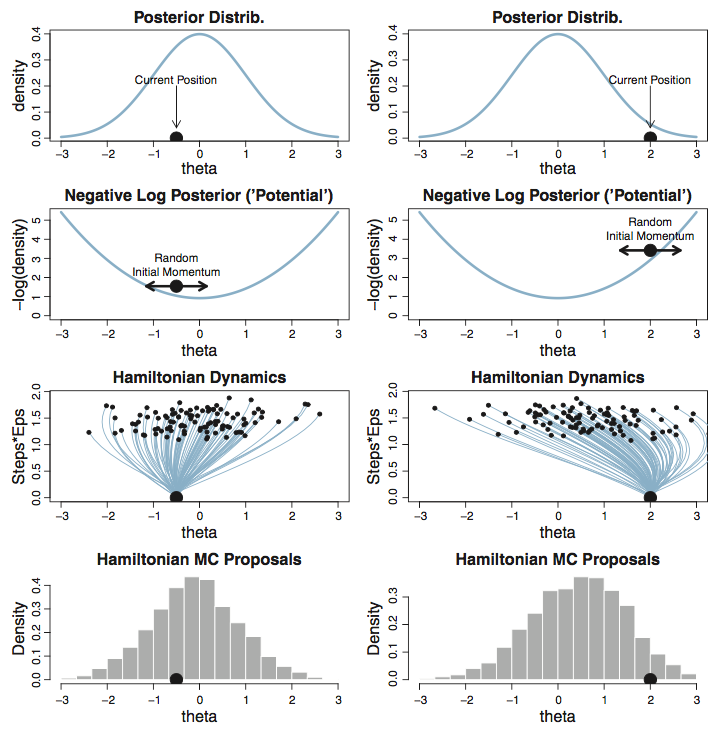 Posterior Distrib.
density
0.0 0.1 0.2 0.3 0.4
Current Position
−3 −2 −1 0 1 2 3
theta
Posterior Distrib.
density
0.0 0.1 0.2 0.3 0.4
Current Position
−3 −2 −1 0 1 2 3
theta
Negative Log Posterior ('Potential')
−log(density)
0 1 2 3 4 5
Random
Initial Momentum
−3 −2 −1 0 1 2 3
theta
Negative Log Posterior ('Potential')
−log(density)
0 1 2 3 4 5
Random
Initial Momentum
−3 −2 −1 0 1 2 3
theta
Hamiltonian Dynamics
Steps*Eps
0.0 0.5 1.0 1.5 2.0
−3 −2 −1 0 1 2 3
theta
Hamiltonian Dynamics
Steps*Eps
0.0 0.5 1.0 1.5 2.0
−3 −2 −1 0 1 2 3
theta
Hamiltonian MC Proposals
Density
0.0 0.1 0.2 0.3 0.4
−3 −2 −1 0 1 2 3
theta
Hamiltonian MC Proposals
Density
0.0 0.1 0.2 0.3
−3 −2 −1 0 1 2 3
theta